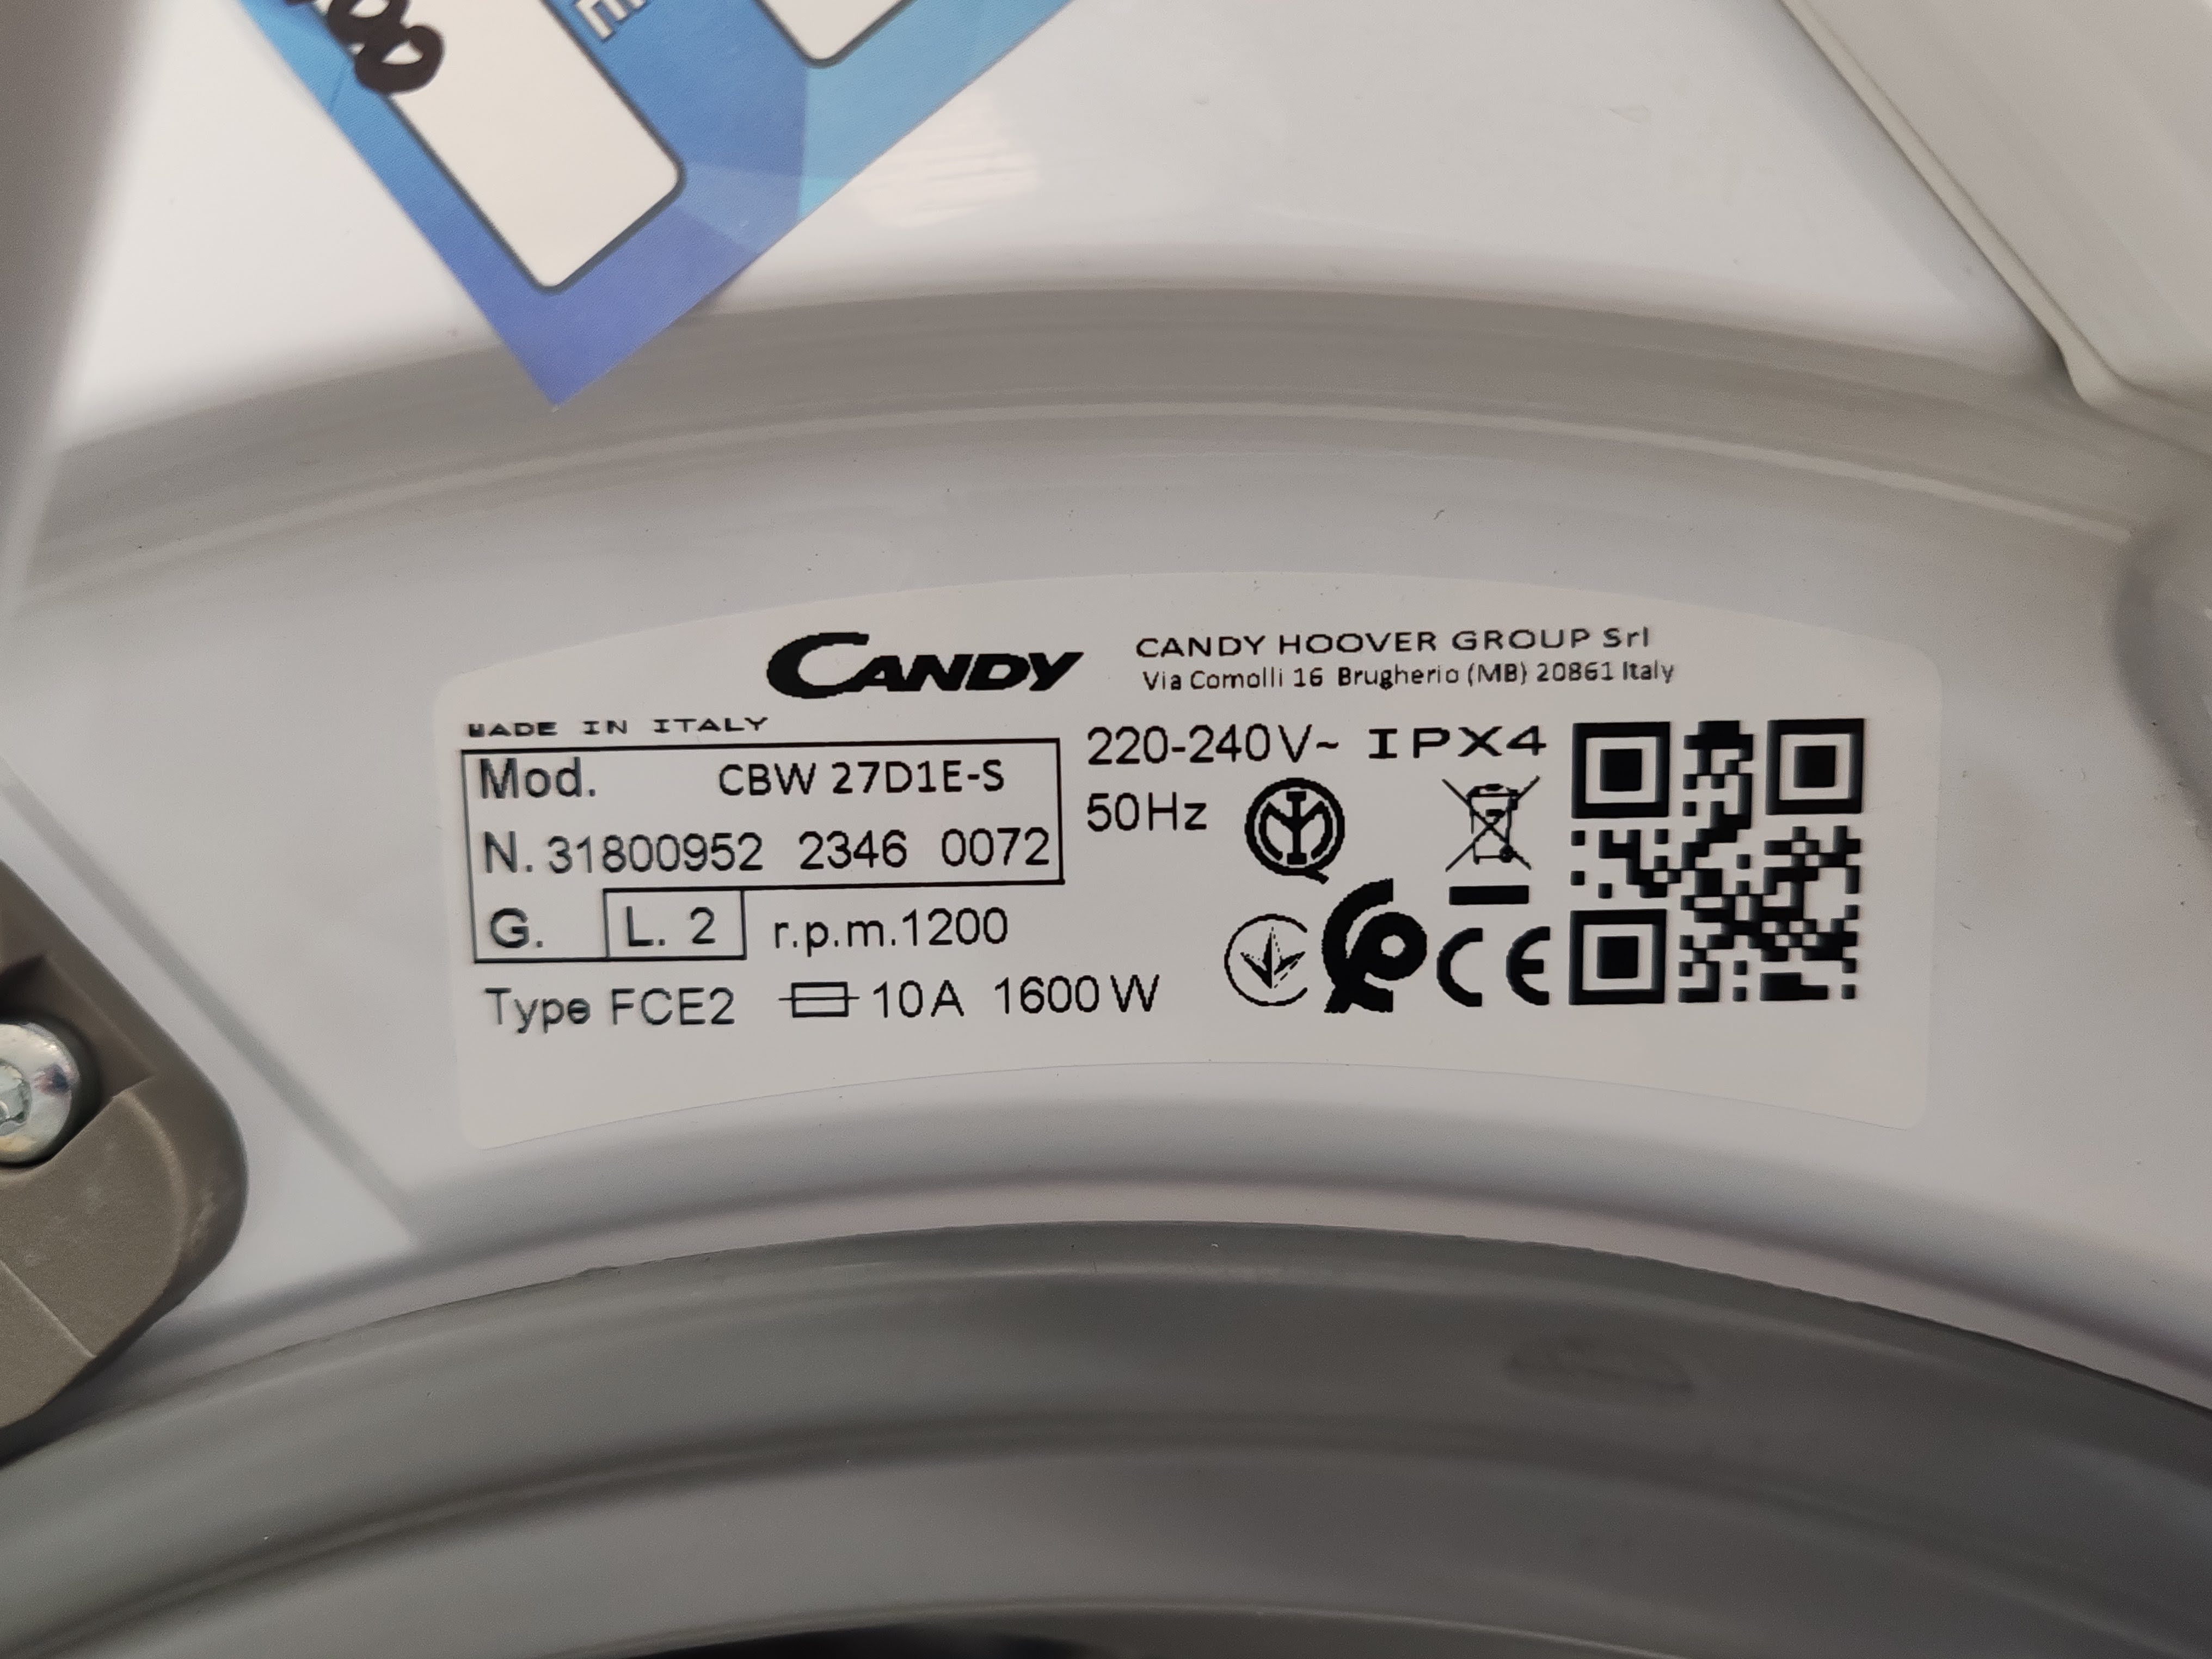 CANDY
CANDY HOOVER GROUP Srl
Via Comolli 16 Brugherio (MB) 20861 Italy
MADE IN ITALY
Mod. CBW 27D1E-S
N. 31800952 2346 0072
G. L. 2 r.p.m.1200
Type FCE2 10A 1600W
220-240V~ IPX4
50Hz
CE